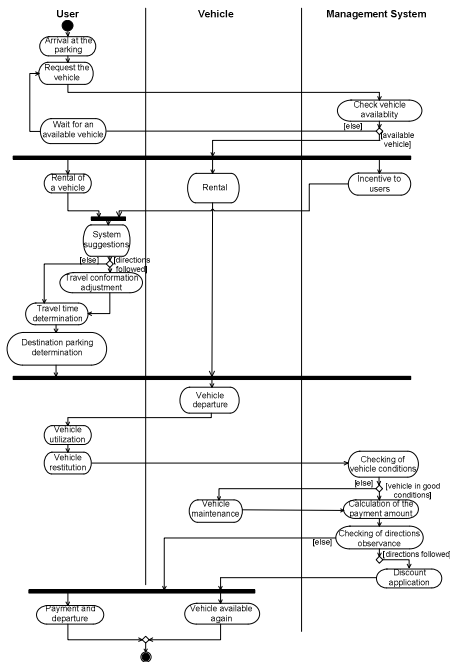 User
Vehicle
Management System
Arrival at the
parking
Request the
vehicle
Check vehicle
availablity
Wait for an
available vehicle
[else]
[available
vehicle]
Rental of
a vehicle
Rental
Incentive to
users
System
suggestions
[else]
[directions
followed]
Travel conformation
adjustment
Travel time
determination
Destination parking
determination
Vehicle
departure
Vehicle
utilization
Vehicle
restitution
Checking of
vehicle conditions
[else]
[vehicle in good
conditions]
Vehicle
maintenance
Calculation of the
payment amount
Checking of directions
observance
[else]
[directions followed]
Discount
application
Payment and
departure
Vehicle available
again